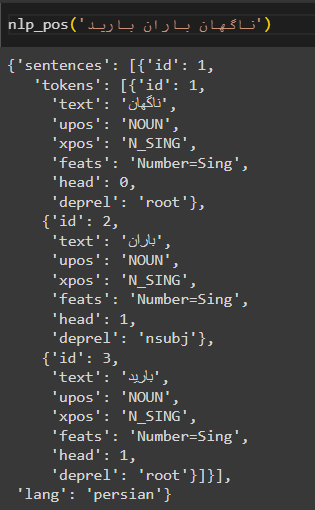 nlp_pos('ناگهان باران بارید')
{'sentences': [{'id': 1,
'tokens': [{'id': 1,
'text': 'ناگهان',
'upos': 'NOUN',
'xpos': 'N_SING',
'feats': 'Number=Sing',
'head': 0,
'deprel': 'root'},
{'id': 2,
'text': 'باران',
'upos': 'NOUN',
'xpos': 'N_SING',
'feats': 'Number=Sing',
'head': 1,
'deprel': 'nsubj'},
{'id': 3,
'text': 'بارید',
'upos': 'NOUN',
'xpos': 'N_SING',
'feats': 'Number=Sing',
'head': 1,
'deprel': 'root'}]}],
'lang': 'persian'}